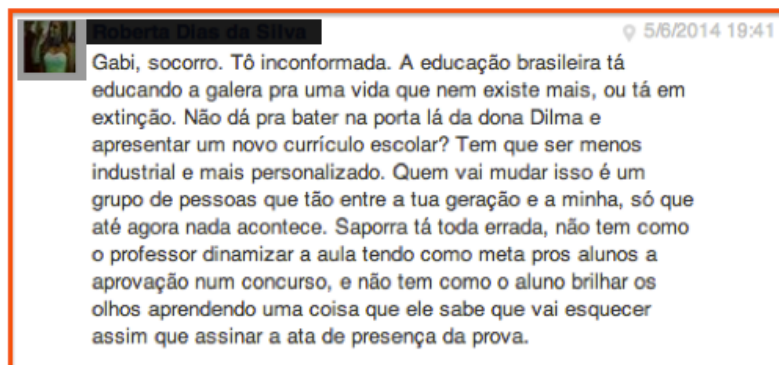 Roberta Dias da Silva
5/6/2014 19:41
Gabi, socorro. Tô inconformada. A educação brasileira tá
educando a galera pra uma vida que nem existe mais, ou tá em
extinção. Não dá pra bater na porta lá da dona Dilma e
apresentar um novo currículo escolar? Tem que ser menos
industrial e mais personalizado. Quem vai mudar isso é um
grupo de pessoas que tão entre a tua geração e a minha, só que
até agora nada acontece. Saporra tá toda errada, não tem como
o professor dinamizar a aula tendo como meta pros alunos a
aprovação num concurso, e não tem como o aluno brilhar os
olhos aprendendo uma coisa que ele sabe que vai esquecer
assim que assinar a ata de presença da prova.